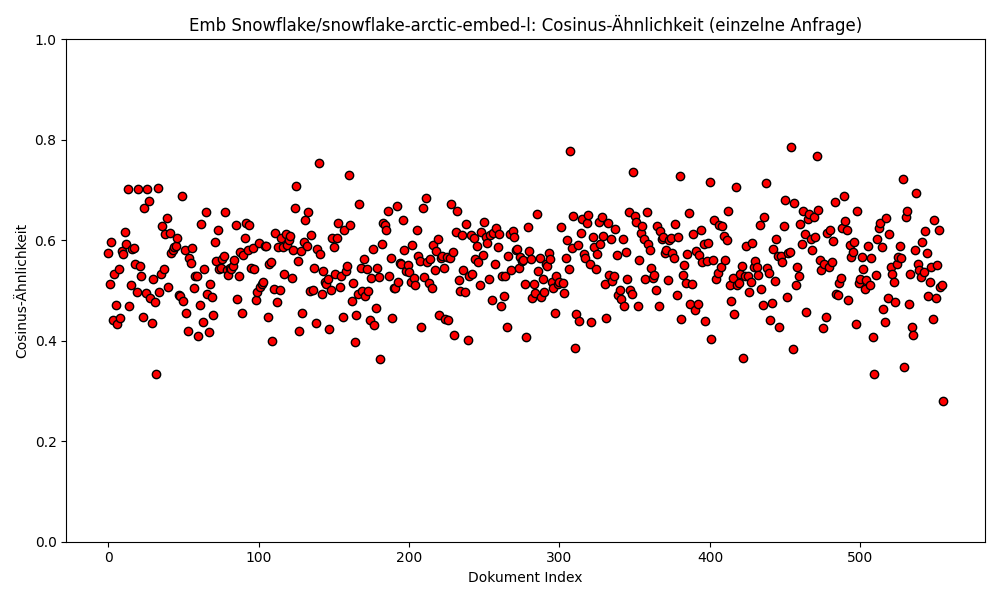 Emb Snowflake/snowflake-arctic-embed-l: Cosinus-Ähnlichkeit (einzelne Anfrage)
Cosinus-Ähnlichkeit
1.0
0.8
0.6
0.4
0.2
0.0
0 100 200 300 400 500
Dokument Index